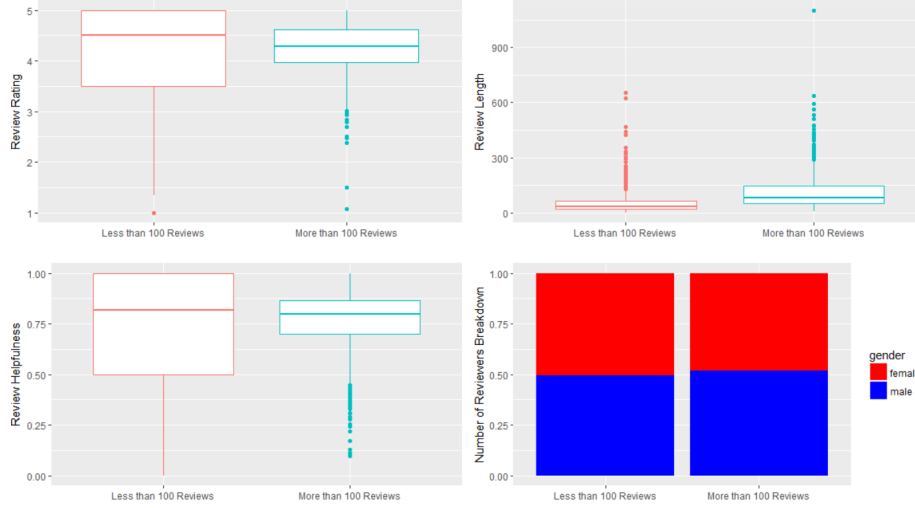 Review Rating
5
4
3
2
1
Less than 100 Reviews
More than 100 Reviews
Review Length
900
600
300
0
Less than 100 Reviews
More than 100 Reviews
Review Helpfulness
1.00
0.75
0.50
0.25
0.00
Less than 100 Reviews
More than 100 Reviews
Number of Reviewers Breakdown
1.00
0.75
0.50
0.25
0.00
Less than 100 Reviews
More than 100 Reviews
gender
femal
male